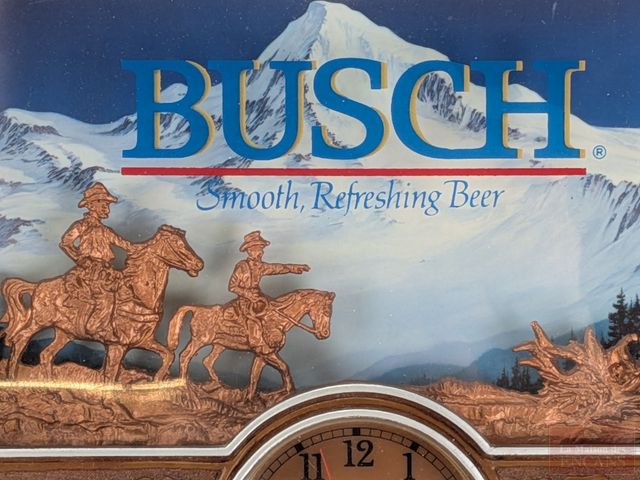 BUSCH®
Smooth, Refreshing Beer
11 12 1